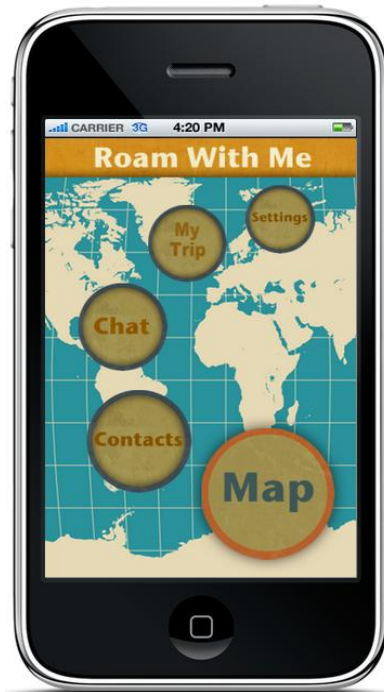 CARRIER 3G 4:20 PM
Roam With Me
Settings
My
Trip
Chat
Contacts
Map